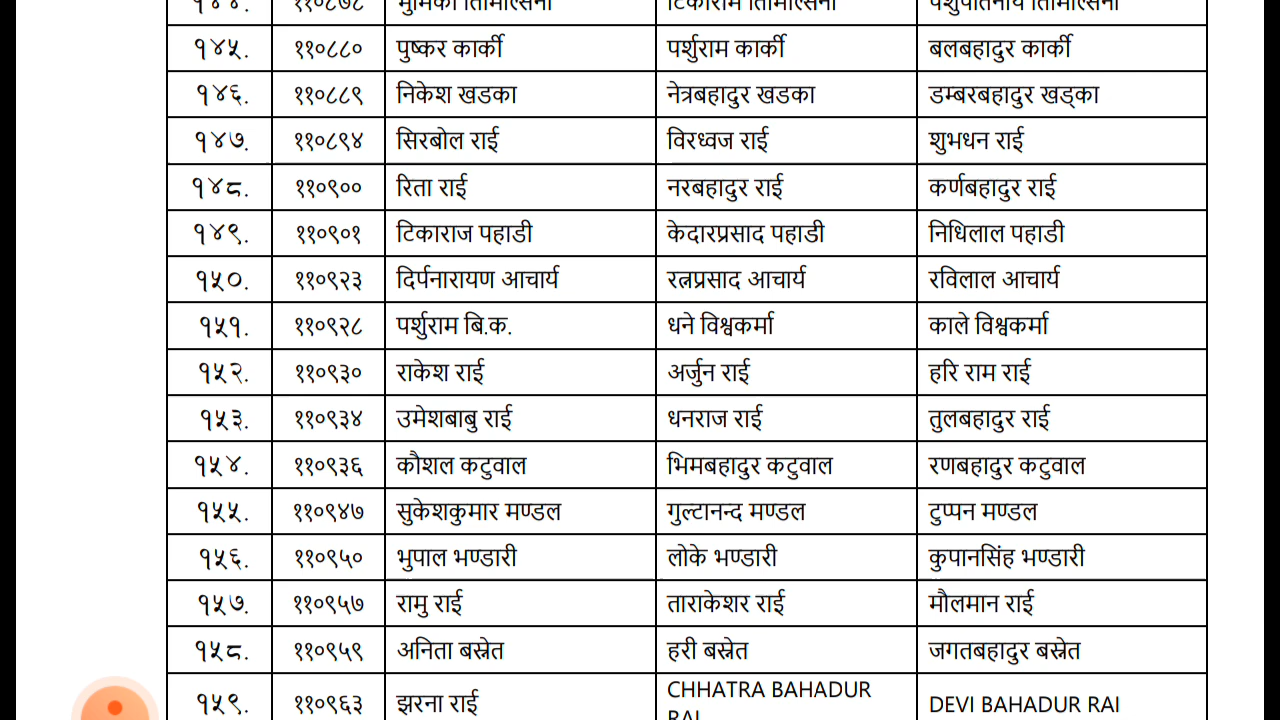 १४५. ११०८८० पुष्कर कार्की पर्शुराम कार्की बलबहादुर कार्की
१४६. ११०८८९ निकेश खडका नेत्रबहादुर खडका डम्बरबहादुर खड्का
१४७. ११०८९४ सिरबोल राई विरध्वज राई शुभधन राई
१४८. ११०९०० रिता राई नरबहादुर राई कर्णबहादुर राई
१४९. ११०९०१ टिकाराज पहाडी केदारप्रसाद पहाडी निधिलाल पहाडी
१५०. ११०९२३ दिर्पनारायण आचार्य रत्नप्रसाद आचार्य रविलाल आचार्य
१५१. ११०९२८ पर्शुराम बि.क. धने विश्वकर्मा काले विश्वकर्मा
१५२. ११०९३० राकेश राई अर्जुन राई हरि राम राई
१५३. ११०९३४ उमेशबाबु राई धनराज राई तुलबहादुर राई
१५४. ११०९३६ कौशल कटुवाल भिमबहादुर कटुवाल रणबहादुर कटुवाल
१५५. ११०९४७ सुकेशकुमार मण्डल गुल्टानन्द मण्डल टुप्पन मण्डल
१५६. ११०९५० भुपाल भण्डारी लोके भण्डारी कुपानसिंह भण्डारी
१५७. ११०९५७ रामु राई ताराकेशर राई मौलमान राई
१५८. ११०९५९ अनिता बस्नेत हरी बस्नेत जगतबहादुर बस्नेत
१५९. ११०९६३ झरना राई CHHATRA BAHADUR RAI DEVI BAHADUR RAI